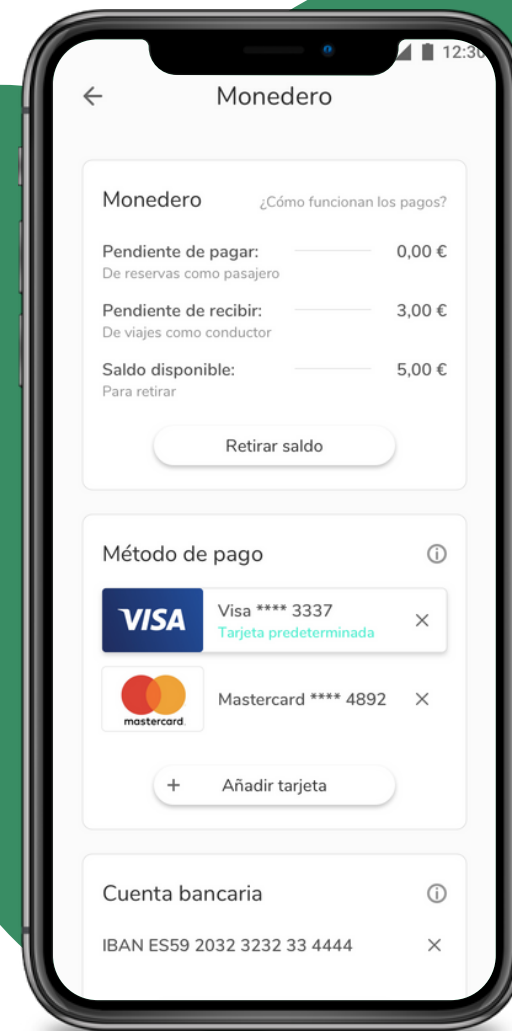 12:30
Monedero
Monedero ¿Cómo funcionan los pagos?
Pendiente de pagar: 0,00 €
De reservas como pasajero
Pendiente de recibir: 3,00 €
De viajes como conductor
Saldo disponible: 5,00 €
Para retirar
Retirar saldo
Método de pago
VISA
Visa **** 3337
Tarjeta predeterminada
mastercard.
Mastercard **** 4892
+ Añadir tarjeta
Cuenta bancaria
IBAN ES59 2032 3232 33 4444